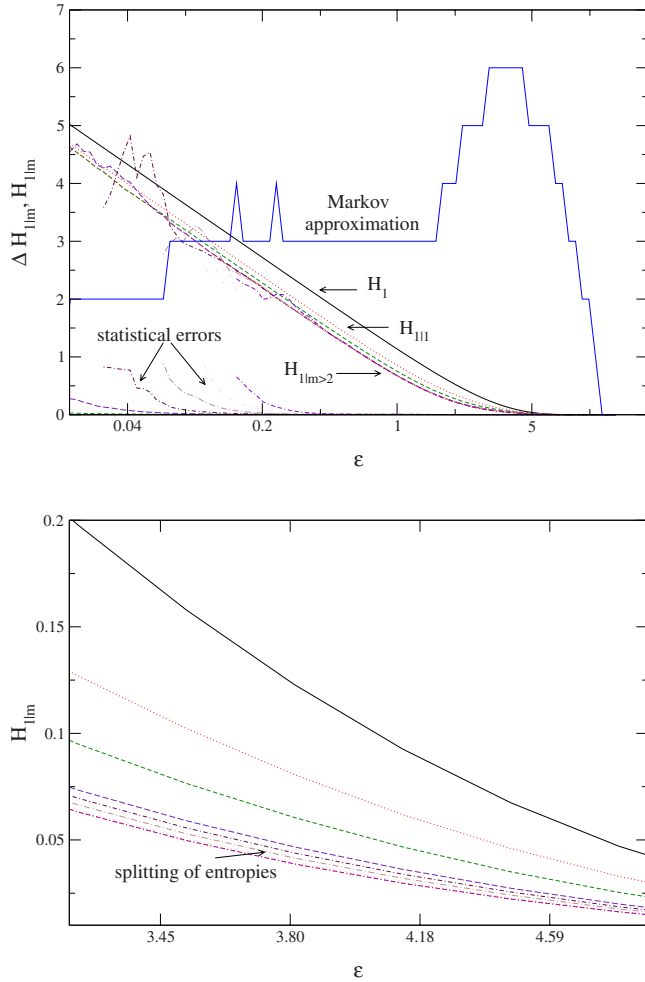 7
6
5
4
3
2
1
0
Δ H1|m, H1|m
Markov
approximation
H1
H1|1
H1|m>2
statistical errors
0.04
0.2
1
5
ε
0.2
0.15
0.1
0.05
H1|m
splitting of entropies
3.45
3.80
4.18
4.59
ε